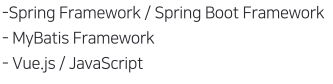 -Spring Framework / Spring Boot Framework
- MyBatis Framework
- Vue.js / JavaScript